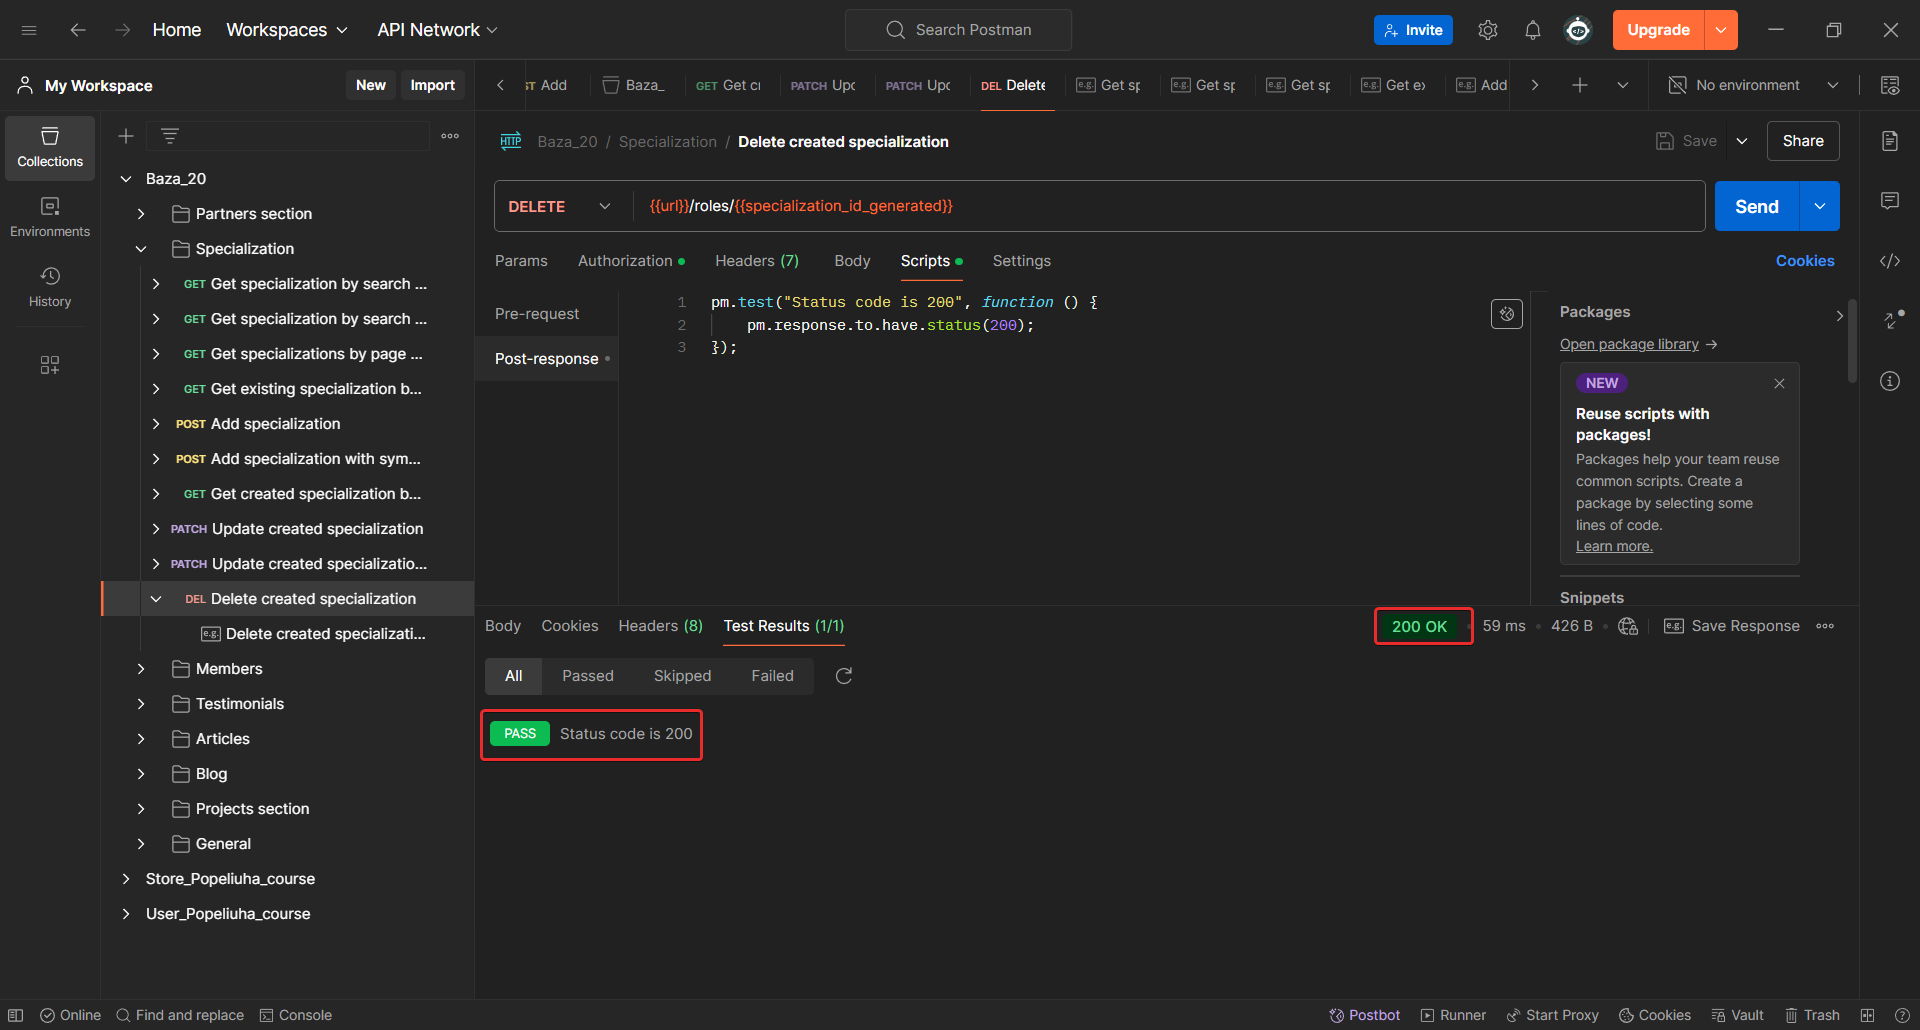 Home
Workspaces
API Network
Search Postman
Invite
Upgrade
My Workspace
New
Import
ST Add
Baza_
GET Get cr
PATCH Upd
PATCH Upd
DEL Delete
e.g. Get sp
e.g. Get sp
e.g. Get sp
e.g. Get ex
e.g. Add
No environment
Collections
Environments
History
Baza_20
Partners section
Specialization
GET Get specialization by search ...
GET Get specialization by search ...
GET Get specializations by page ...
GET Get existing specialization b...
POST Add specialization
POST Add specialization with sym...
GET Get created specialization b...
PATCH Update created specialization
PATCH Update created specializatio...
DEL Delete created specialization
e.g. Delete created specializati...
Members
Testimonials
Articles
Blog
Projects section
General
Store_Popeliuha_course
User_Popeliuha_course
HTTP Baza_20 / Specialization / Delete created specialization
Save
Share
DELETE
{{url}}/roles/{{specialization_id_generated}}
Send
Params
Authorization
Headers (7)
Body
Scripts
Settings
Cookies
Pre-request
Post-response
1 pm.test("Status code is 200", function () {
2 pm.response.to.have.status(200);
3 });
Packages
Open package library →
NEW
Reuse scripts with
packages!
Packages help your team reuse
common scripts. Create a
package by selecting some
lines of code.
Learn more.
Snippets
Body
Cookies
Headers (8)
Test Results (1/1)
200 OK
59 ms
426 B
e.g. Save Response
All
Passed
Skipped
Failed
PASS Status code is 200
Online
Find and replace
Console
Postbot
Runner
Start Proxy
Cookies
Vault
Trash